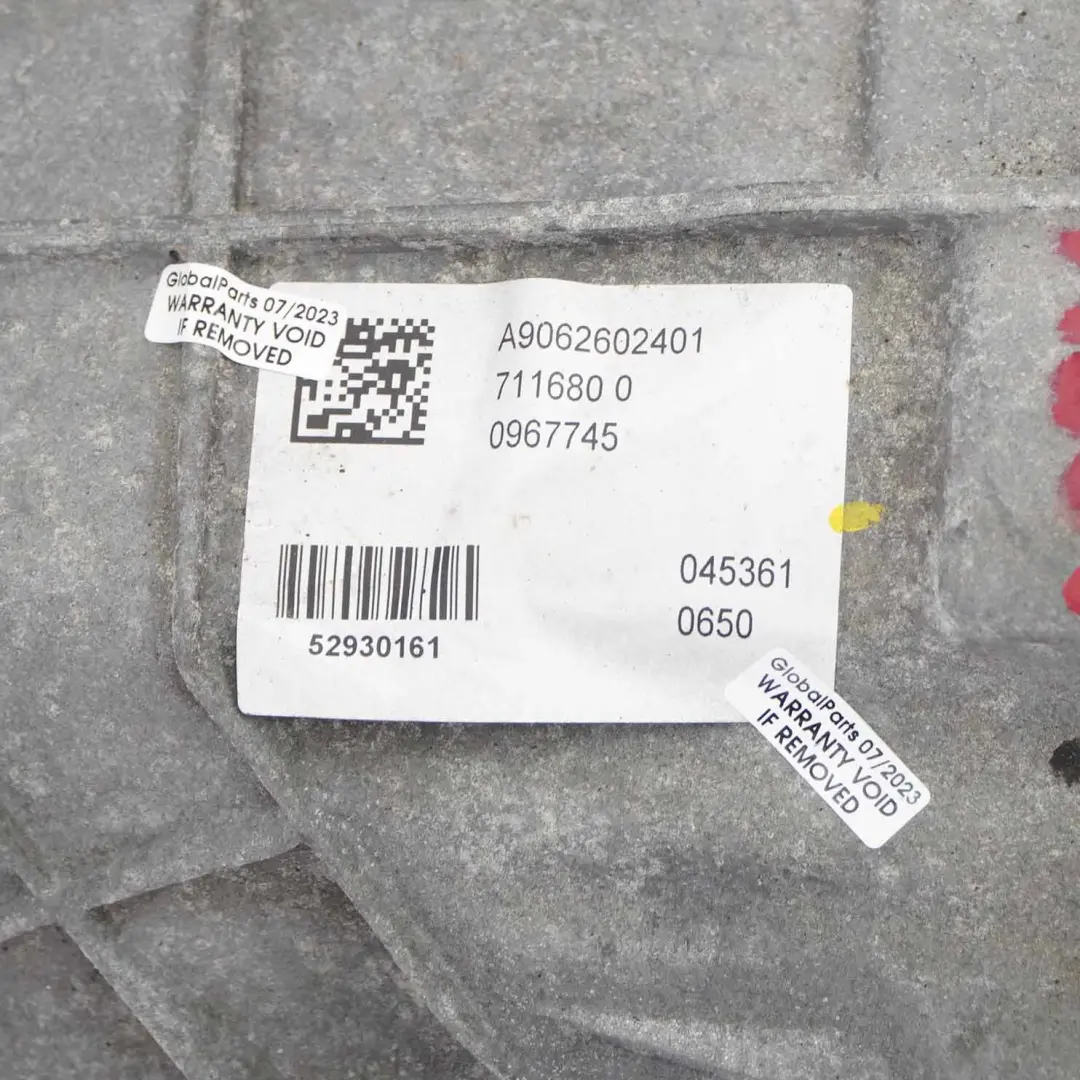 GlobalParts 07/2023
WARRANTY VOID
IF REMOVED
A9062602401
711680 0
0967745
045361
0650
52930161
GlobalParts 07/2023
WARRANTY VOID
IF REMOVED